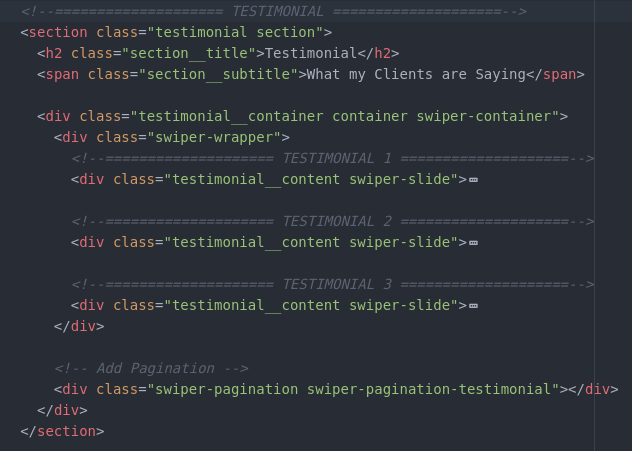 <!--==================== TESTIMONIAL ====================-->
<section class="testimonial section">
  <h2 class="section__title">Testimonial</h2>
  <span class="section__subtitle">What my Clients are Saying</span>

  <div class="testimonial__container container swiper-container">
    <div class="swiper-wrapper">
      <!--==================== TESTIMONIAL 1 ====================-->
      <div class="testimonial__content swiper-slide">…

      <!--==================== TESTIMONIAL 2 ====================-->
      <div class="testimonial__content swiper-slide">…

      <!--==================== TESTIMONIAL 3 ====================-->
      <div class="testimonial__content swiper-slide">…
    </div>

    <!-- Add Pagination -->
    <div class="swiper-pagination swiper-pagination-testimonial"></div>
  </div>
</section>